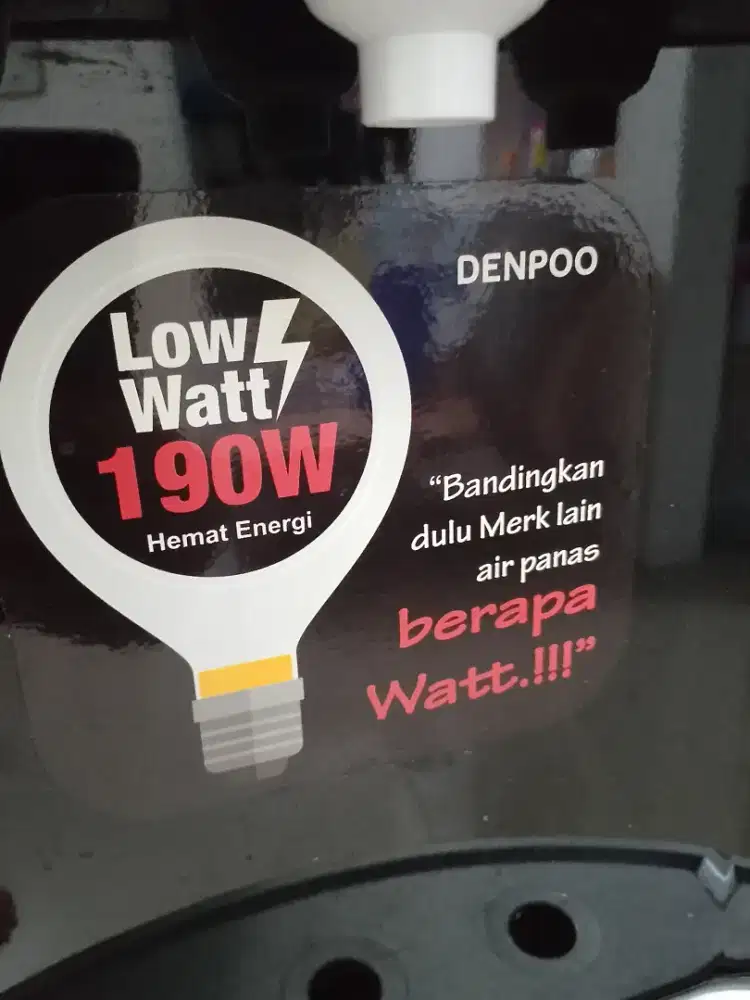 DENPOO
Low
Watt
190W
Hemat Energi
“Bandingkan
dulu Merk lain
air panas
berapa
Watt.!!!”